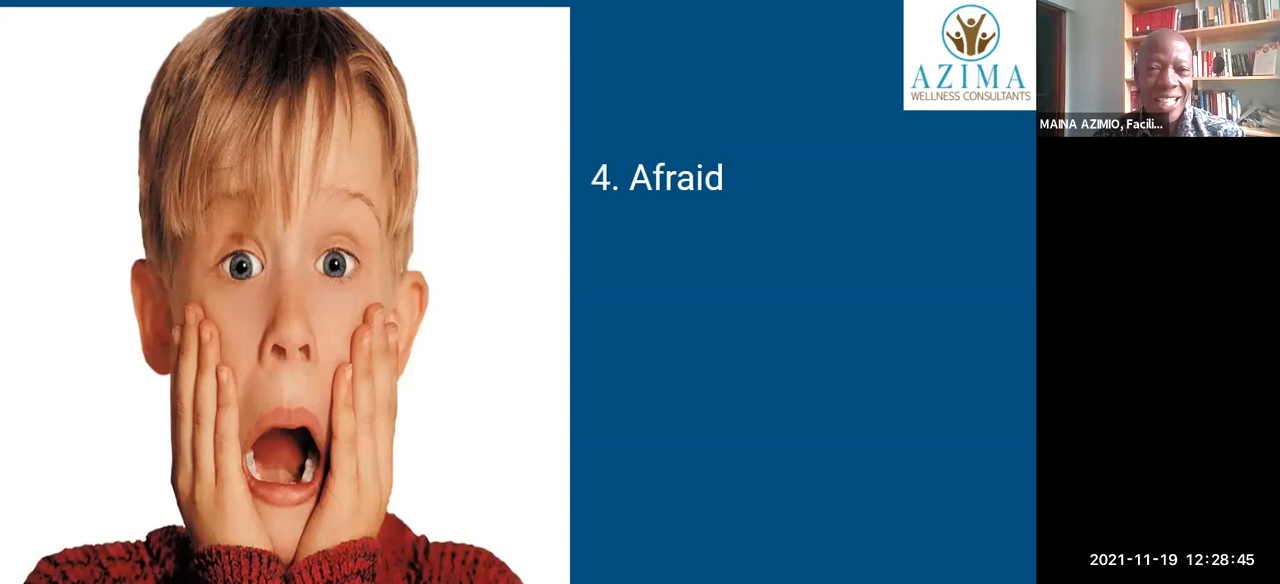 AZIMA
WELLNESS CONSULTANTS
MAINA AZIMIO, Facili...
4. Afraid
2021-11-19 12:28:45